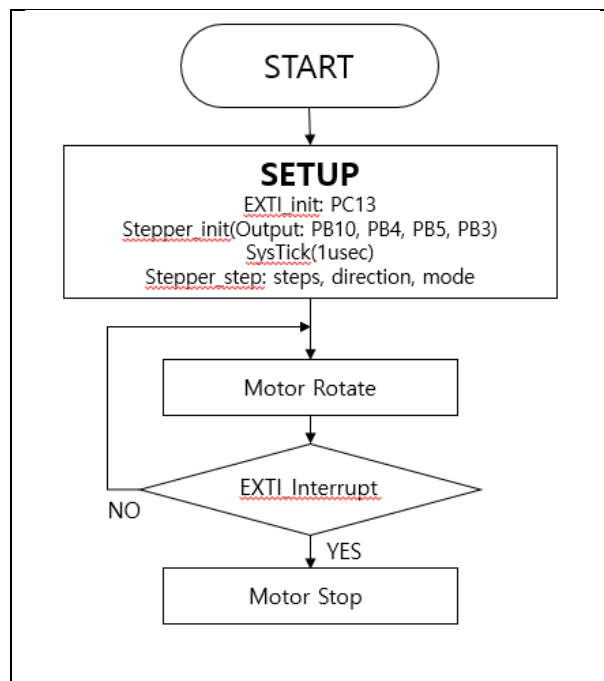 START
SETUP
EXTI_init: PC13
Stepper_init(Output: PB10, PB4, PB5, PB3)
SysTick(1usec)
Stepper_step: steps, direction, mode
Motor Rotate
EXTI_Interrupt
NO
YES
Motor Stop